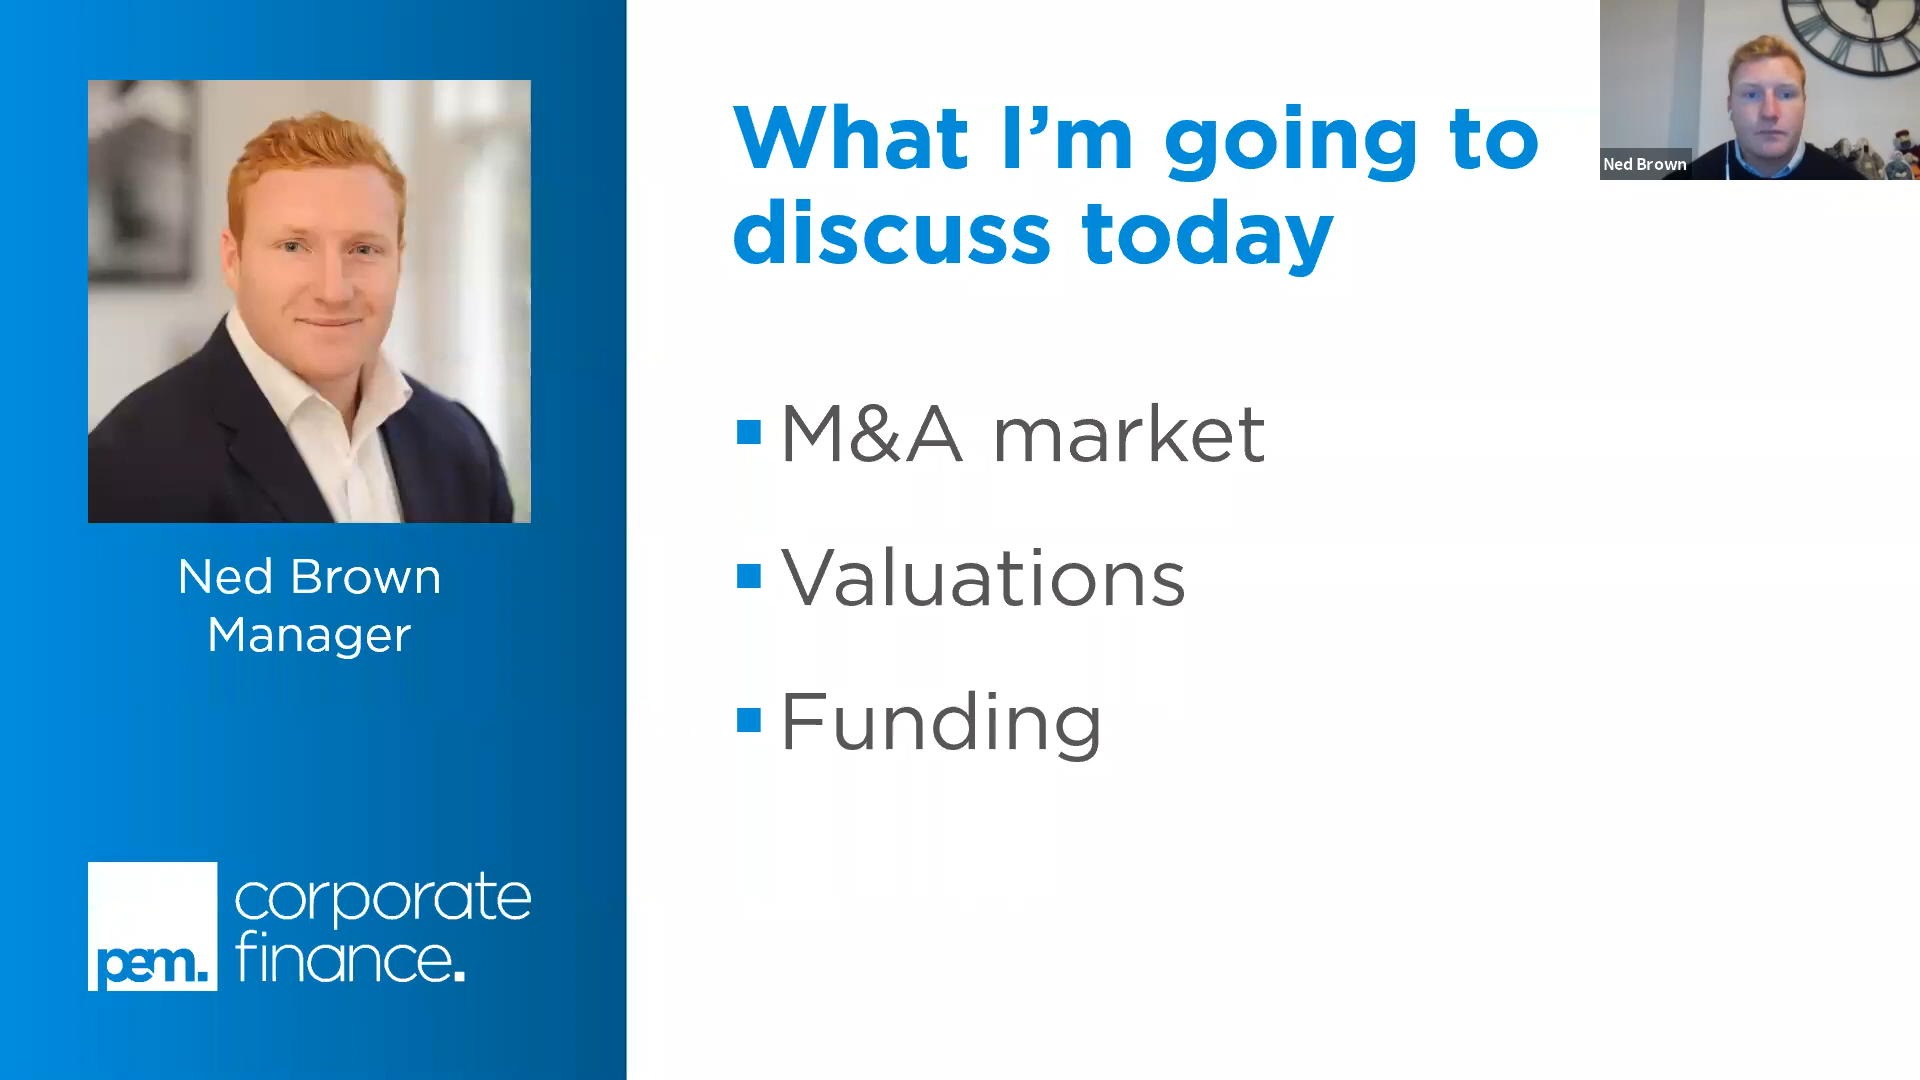 What I'm going to
discuss today
M&A market
Valuations
Funding
Ned Brown
Manager
pem.
corporate
finance.
Ned Brown